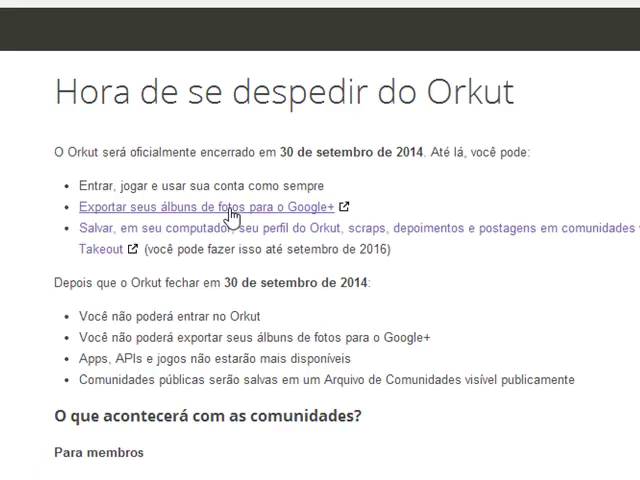 Hora de se despedir do Orkut
O Orkut será oficialmente encerrado em 30 de setembro de 2014. Até lá, você pode:
Entrar, jogar e usar sua conta como sempre
Exportar seus álbuns de fotos para o Google+
Salvar, em seu computador, seu perfil do Orkut, scraps, depoimentos e postagens em comunidades
Takeout (você pode fazer isso até setembro de 2016)
Depois que o Orkut fechar em 30 de setembro de 2014:
Você não poderá entrar no Orkut
Você não poderá exportar seus álbuns de fotos para o Google+
Apps, APIs e jogos não estarão mais disponíveis
Comunidades públicas serão salvas em um Arquivo de Comunidades visível publicamente
O que acontecerá com as comunidades?
Para membros